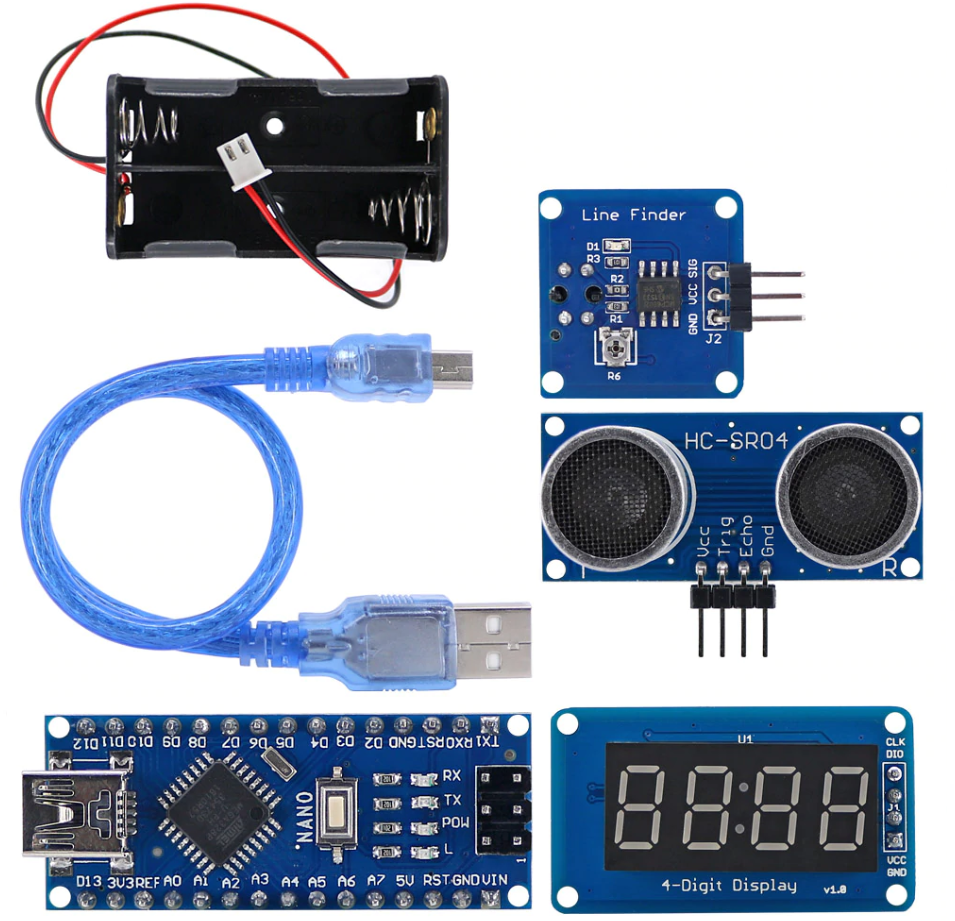 Line Finder
D1
R3
R2
R1
R6
SIG
VCC
GND
J2
HC-SR04
Vcc
Trig
Echo
Gnd
T
R
D12 D11 D10 D9 D8 D7 D6 D5 D4 D3 D2 GND RST RX0 TX1
NANO
RX
TX
POW
L
1
D13 3V3 REF A0 A1 A2 A3 A4 A5 A6 A7 5V RST GND VIN
U1
CLK
DIO
J1
VCC
GND
88:88
4-Digit Display v1.0